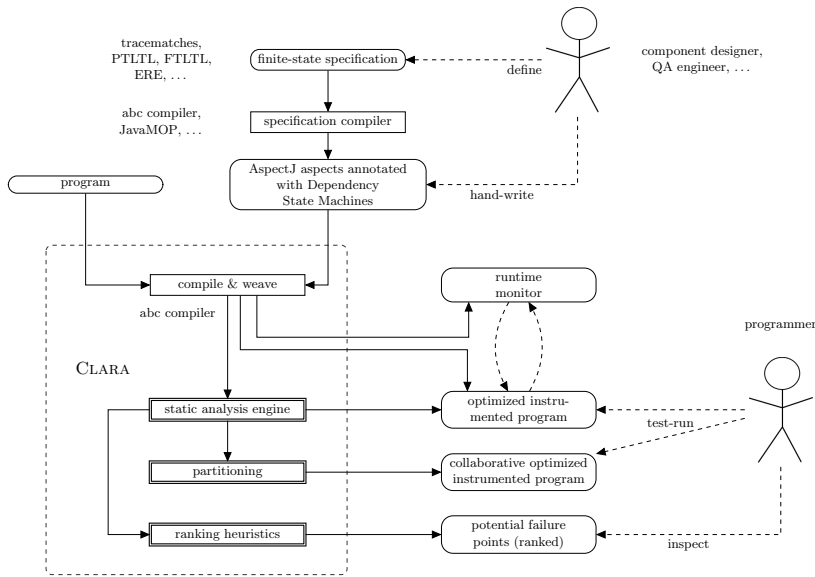 tracematches,
PTLTL, FTLTL,
ERE, . . .
finite-state specification
define
component designer,
QA engineer, . . .
abc compiler,
JavaMOP, . . .
specification compiler
AspectJ aspects annotated
with Dependency
State Machines
hand-write
program
compile & weave
abc compiler
runtime
monitor
programmer
CLARA
static analysis engine
optimized instru-
mented program
test-run
partitioning
collaborative optimized
instrumented program
ranking heuristics
potential failure
points (ranked)
inspect